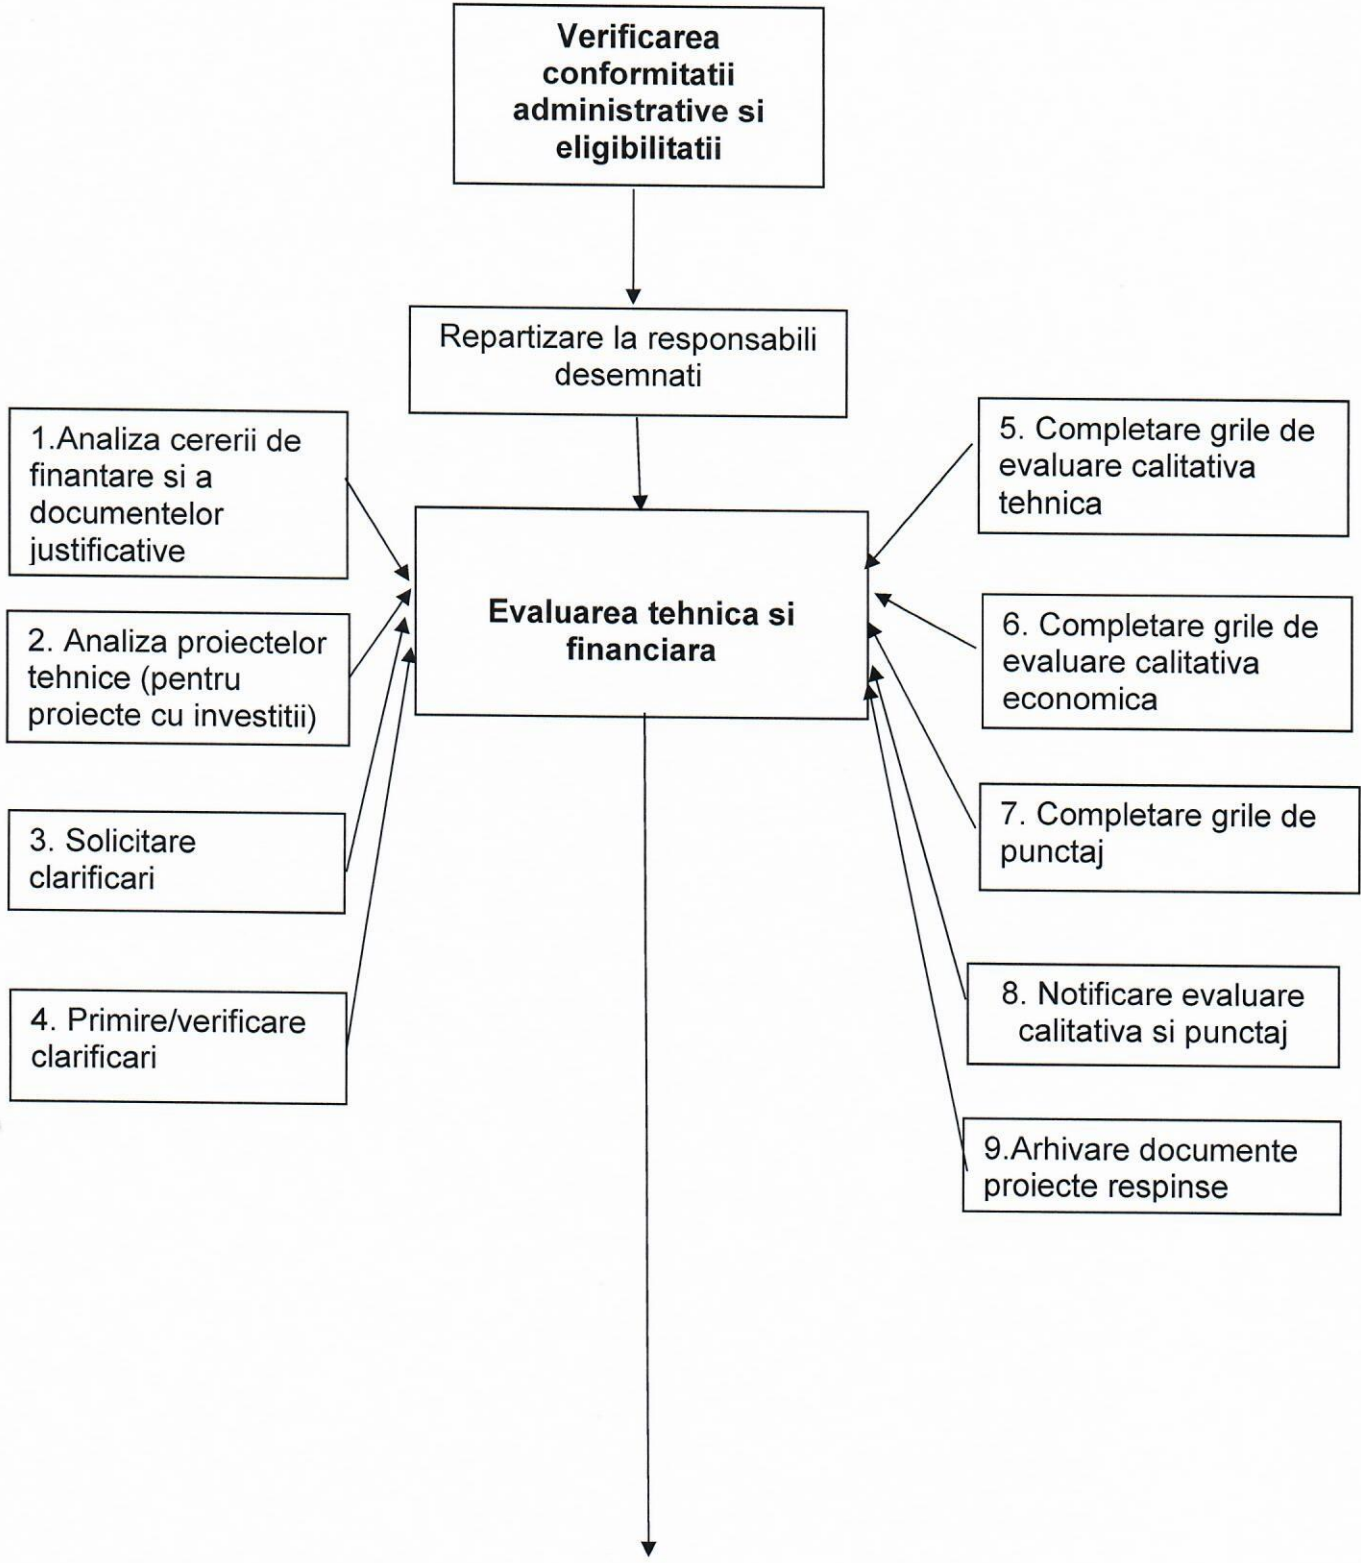 Verificarea
conformitatii
administrative si
eligibilitatii
Repartizare la responsabili
desemnati
1.Analiza cererii de
finantare si a
documentelor
justificative
2. Analiza proiectelor
tehnice (pentru
proiecte cu investitii)
3. Solicitare
clarificari
4. Primire/verificare
clarificari
Evaluarea tehnica si
financiara
5. Completare grile de
evaluare calitativa
tehnica
6. Completare grile de
evaluare calitativa
economica
7. Completare grile de
punctaj
8. Notificare evaluare
calitativa si punctaj
9.Arhivare documente
proiecte respinse